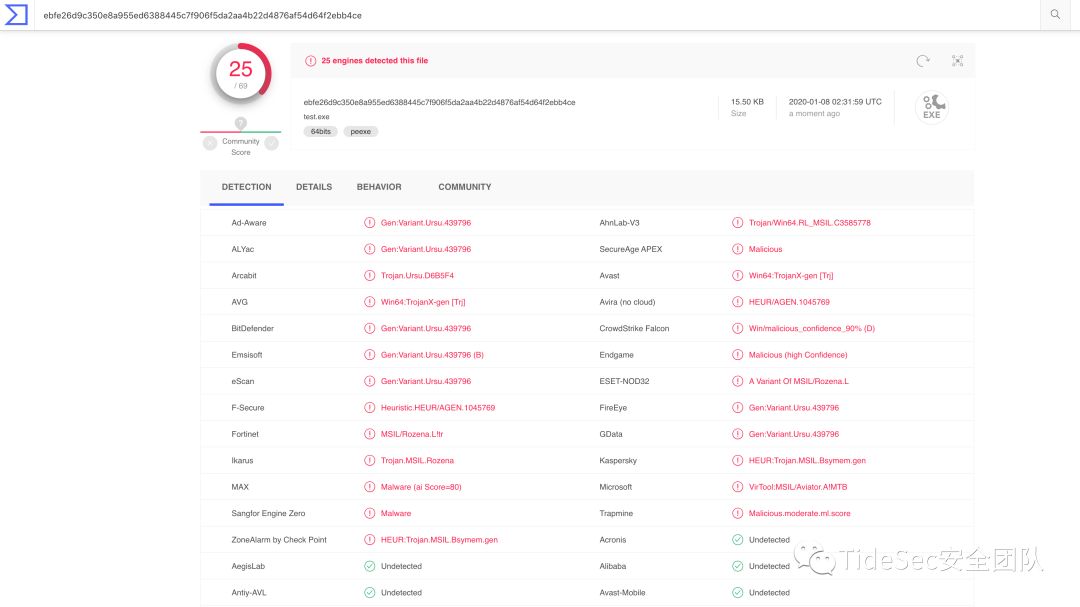 ebfe26d9c350e8a955ed6388445c7f906f5da2aa4b22d4876af54d64f2ebb4ce
25
/ 69
?
Community
Score
25 engines detected this file
ebfe26d9c350e8a955ed6388445c7f906f5da2aa4b22d4876af54d64f2ebb4ce
test.exe
64bits peexe
15.50 KB
Size
2020-01-08 02:31:59 UTC
a moment ago
EXE
DETECTION DETAILS BEHAVIOR COMMUNITY
Ad-Aware Gen:Variant.Ursu.439796 AhnLab-V3 Trojan/Win64.RL_MSIL.C3585778
ALYac Gen:Variant.Ursu.439796 SecureAge APEX Malicious
Arcabit Trojan.Ursu.D6B5F4 Avast Win64:TrojanX-gen [Trj]
AVG Win64:TrojanX-gen [Trj] Avira (no cloud) HEUR/AGEN.1045769
BitDefender Gen:Variant.Ursu.439796 CrowdStrike Falcon Win/malicious_confidence_90% (D)
Emsisoft Gen:Variant.Ursu.439796 (B) Endgame Malicious (high Confidence)
eScan Gen:Variant.Ursu.439796 ESET-NOD32 A Variant Of MSIL/Rozena.L
F-Secure Heuristic.HEUR/AGEN.1045769 FireEye Gen:Variant.Ursu.439796
Fortinet MSIL/Rozena.L!tr GData Gen:Variant.Ursu.439796
Ikarus Trojan.MSIL.Rozena Kaspersky HEUR:Trojan.MSIL.Bsymem.gen
MAX Malware (ai Score=80) Microsoft VirTool:MSIL/Aviator.A!MTB
Sangfor Engine Zero Malware Trapmine Malicious.moderate.ml.score
ZoneAlarm by Check Point HEUR:Trojan.MSIL.Bsymem.gen Acronis Undetected
AegisLab Undetected Alibaba Undetected
Antiy-AVL Undetected Avast-Mobile Undetected
TideSec安全团队